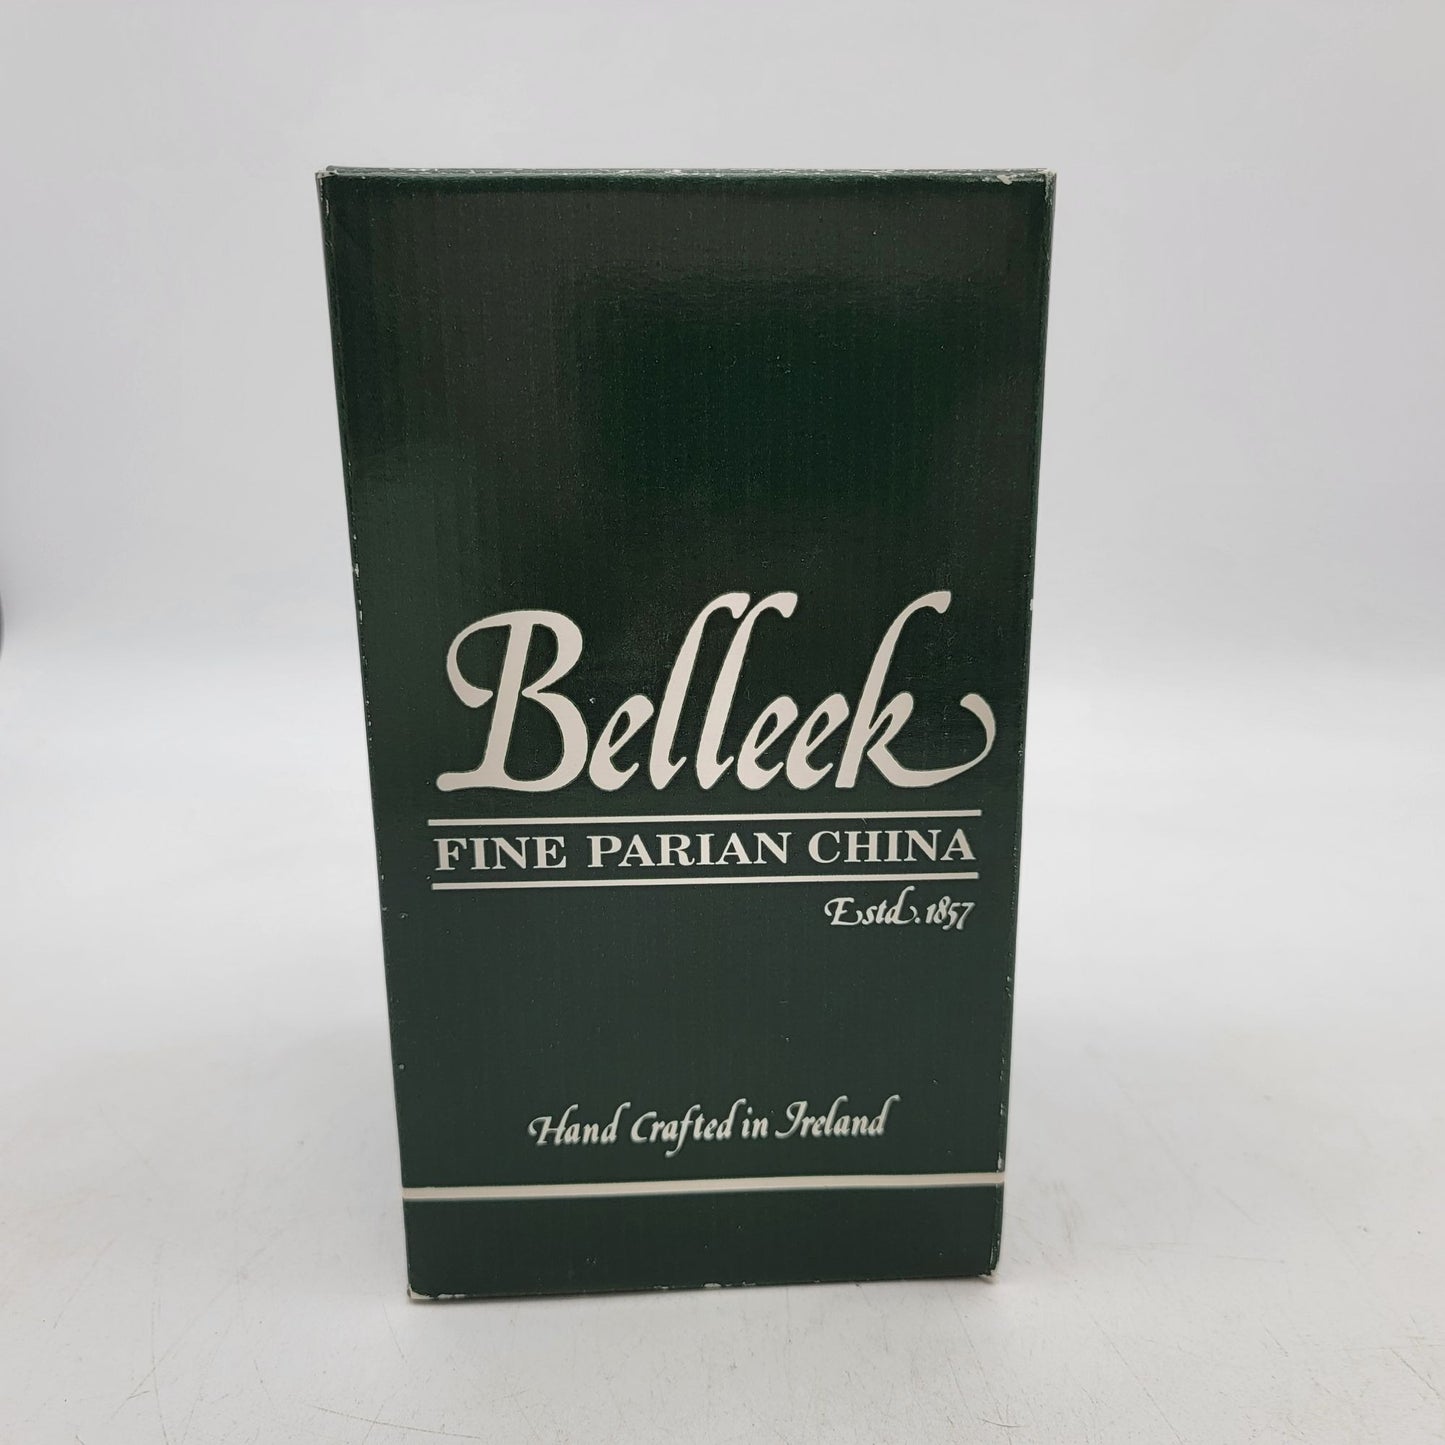 Belleek
FINE PARIAN CHINA
Estd. 1857
Hand Crafted in Ireland